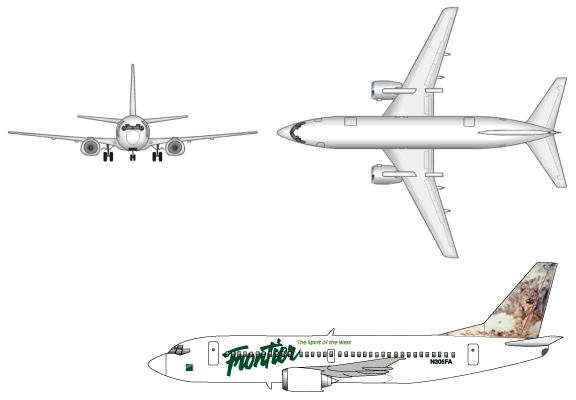 The Spirit of the West
Frontier
N306FA